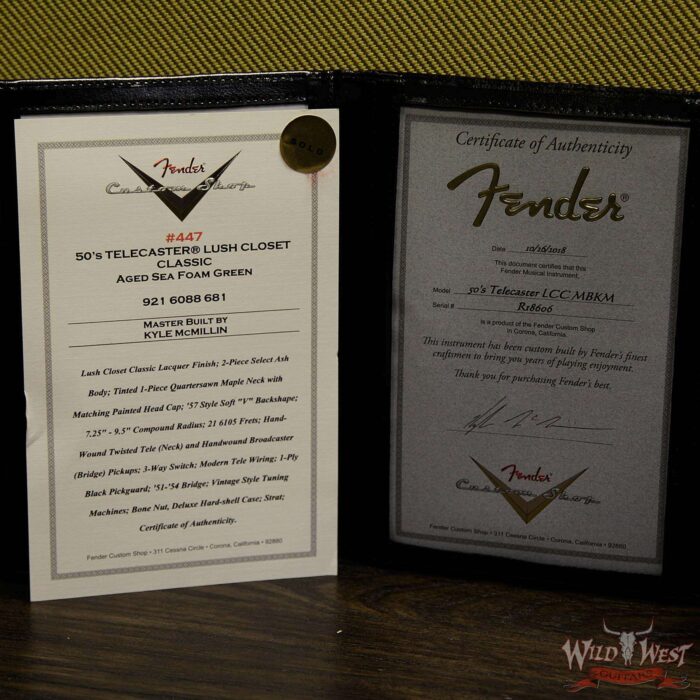 SOLD
Fender
Custom Shop
#447
50's TELECASTER® LUSH CLOSET
CLASSIC
AGED SEA FOAM GREEN
921 6088 681
MASTER BUILT BY
KYLE MCMILLIN
Lush Closet Classic Lacquer Finish; 2-Piece Select Ash
Body; Tinted 1-Piece Quartersawn Maple Neck with
Matching Painted Head Cap; '57 Style Soft "V" Backshape;
7.25" - 9.5" Compound Radius; 21 6105 Frets; Hand-
Wound Twisted Tele (Neck) and Handwound Broadcaster
(Bridge) Pickups; 3-Way Switch; Modern Tele Wiring; 1-Ply
Black Pickguard; '51-'54 Bridge; Vintage Style Tuning
Machines; Bone Nut, Deluxe Hard-shell Case; Strat;
Certificate of Authenticity.
Fender Custom Shop • 311 Cessna Circle • Corona, California • 92880
Certificate of Authenticity
Fender®
Date 10/26/2018
This document certifies that this
Fender Musical Instrument,
Model 50's Telecaster LCC MBKM
Serial # R18606
is a product of the Fender Custom Shop
in Corona, California.
This instrument has been custom built by Fender's finest
craftsmen to bring you years of playing enjoyment.
Thank you for purchasing Fender's best.
Fender
Custom Shop
Fender Custom Shop • 311 Cessna Circle • Corona, California • 92880
WILD WEST
GUITARS